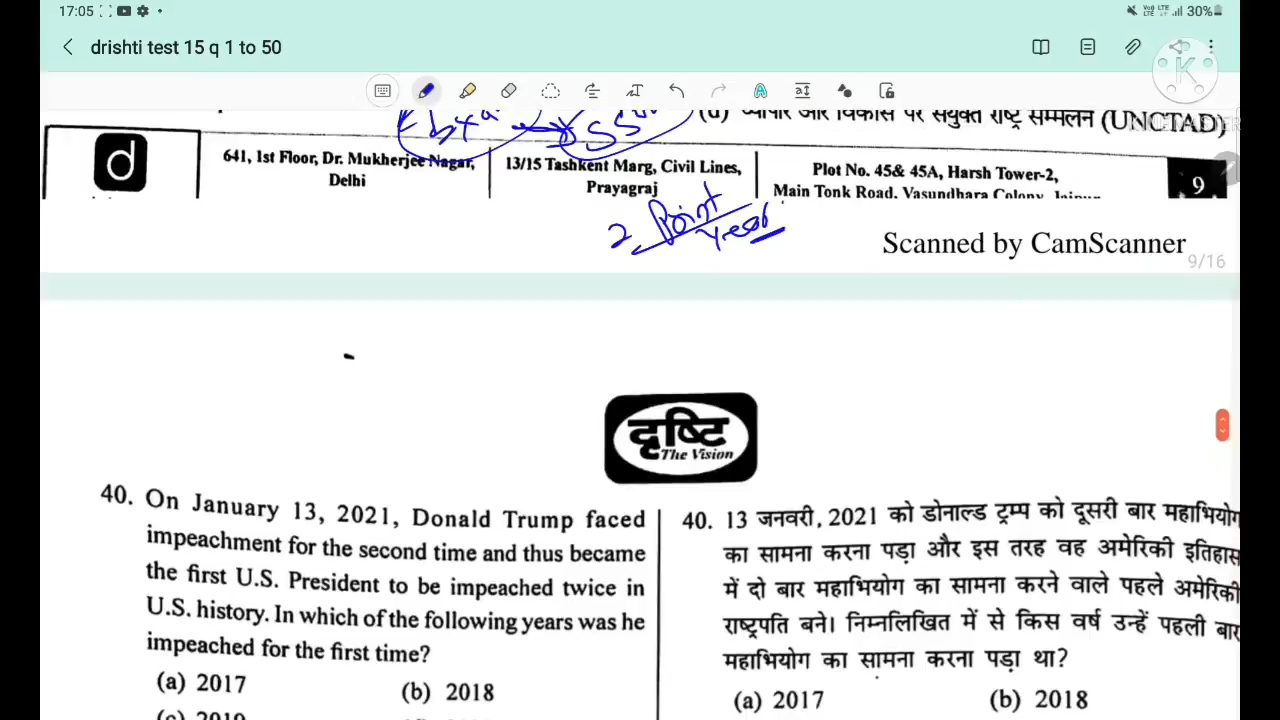 17:05
30%
drishti test 15 q 1 to 50
(d) व्यापार और विकास पर संयुक्त राष्ट्र सम्मेलन (UNCTAD)
d
641, 1st Floor, Dr. Mukherjee Nagar,
Delhi
13/15 Tashkent Marg, Civil Lines,
Prayagraj
Plot No. 45& 45A, Harsh Tower-2,
Main Tonk Road, Vasundhara Colony, Jaipur
9
2 Point
Year
Scanned by CamScanner
9/16
दृष्टि
The Vision
40. On January 13, 2021, Donald Trump faced
impeachment for the second time and thus became
the first U.S. President to be impeached twice in
U.S. history. In which of the following years was he
impeached for the first time?
(a) 2017 (b) 2018
(c) 2019
40. 13 जनवरी, 2021 को डोनाल्ड ट्रम्प को दूसरी बार महाभियोग
का सामना करना पड़ा और इस तरह वह अमेरिकी इतिहास
में दो बार महाभियोग का सामना करने वाले पहले अमेरिकी
राष्ट्रपति बने। निम्नलिखित में से किस वर्ष उन्हें पहली बार
महाभियोग का सामना करना पड़ा था?
(a) 2017 (b) 2018